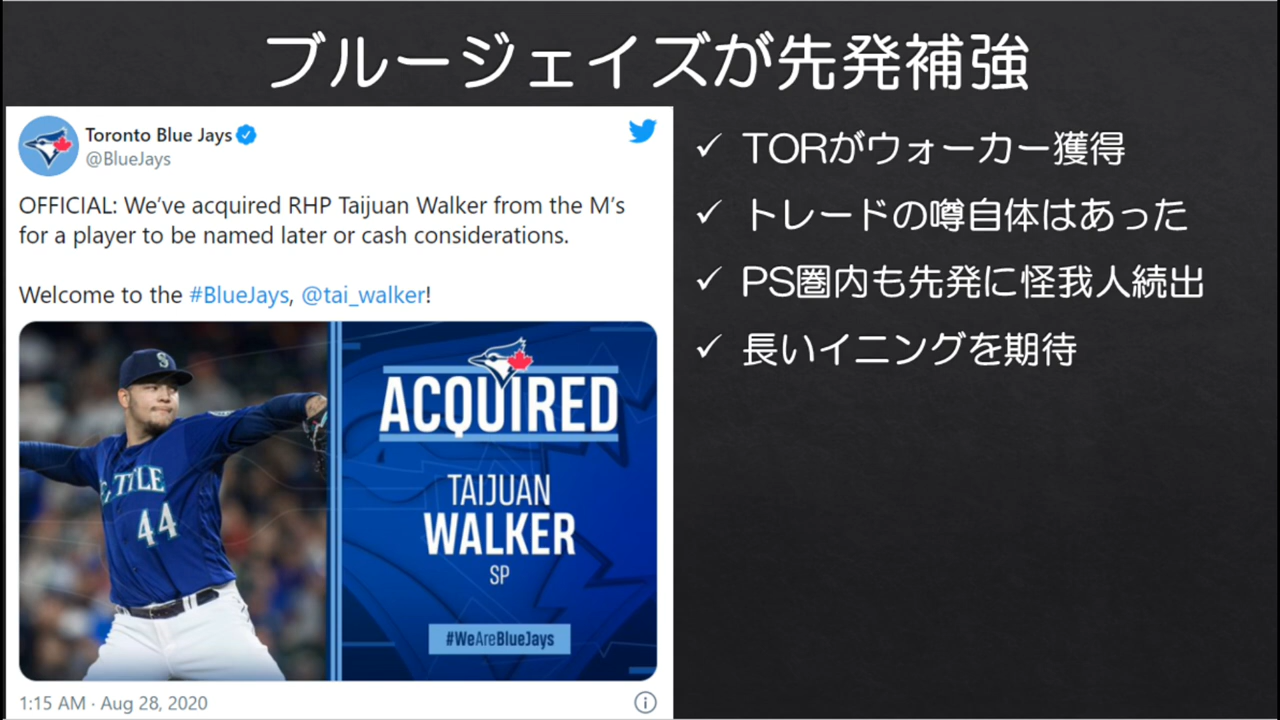 ブルージェイズが先発補強
Toronto Blue Jays
@BlueJays
OFFICIAL: We’ve acquired RHP Taijuan Walker from the M’s
for a player to be named later or cash considerations.
Welcome to the #BlueJays, @tai_walker!
S
SEATTLE
44
ACQUIRED
TAIJUAN
WALKER
SP
#WeAreBlueJays
1:15 AM · Aug 28, 2020
✓ TORがウォーカー獲得
✓ トレードの噂自体はあった
✓ PS圏内も先発に怪我人続出
✓ 長いイニングを期待